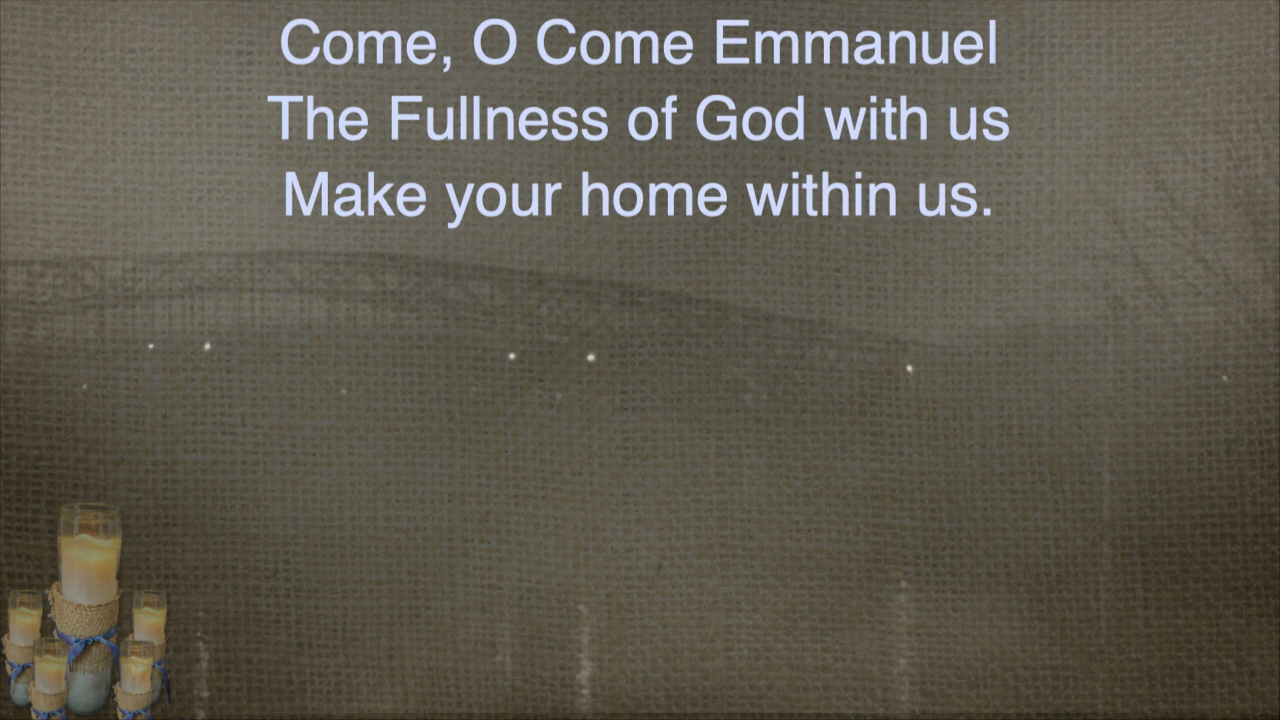 Come, O Come Emmanuel
The Fullness of God with us
Make your home within us.